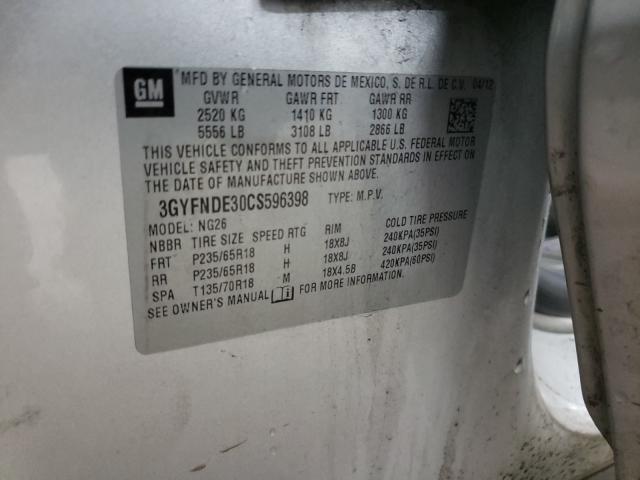 GM
MFD BY GENERAL MOTORS DE MEXICO, S. DE R.L. DE C.V. 04/12
GVWR GAWR FRT GAWR RR
2520 KG 1410 KG 1300 KG
5556 LB 3108 LB 2866 LB
THIS VEHICLE CONFORMS TO ALL APPLICABLE U.S. FEDERAL MOTOR
VEHICLE SAFETY AND THEFT PREVENTION STANDARDS IN EFFECT ON
THE DATE OF MANUFACTURE SHOWN ABOVE.
3GYFNDE30CS596398 TYPE: M.P.V.
MODEL: NG26
NBBR TIRE SIZE SPEED RTG RIM COLD TIRE PRESSURE
FRT P235/65R18 H 18X8J 240KPA(35PSI)
RR P235/65R18 H 18X8J 240KPA(35PSI)
SPA T135/70R18 M 18X4.5B 420KPA(60PSI)
SEE OWNER'S MANUAL FOR MORE INFORMATION.